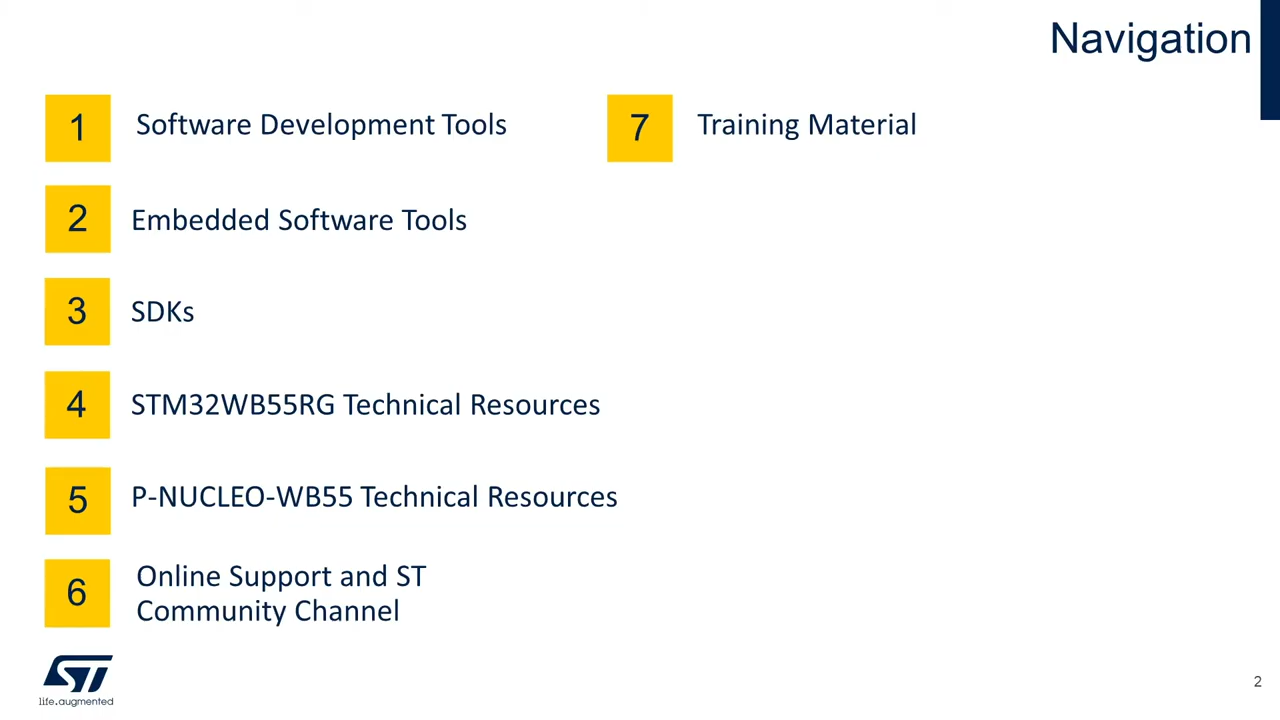 Navigation
1 Software Development Tools
2 Embedded Software Tools
3 SDKs
4 STM32WB55RG Technical Resources
5 P-NUCLEO-WB55 Technical Resources
6 Online Support and ST
Community Channel
7 Training Material
ST
life.augmented
2